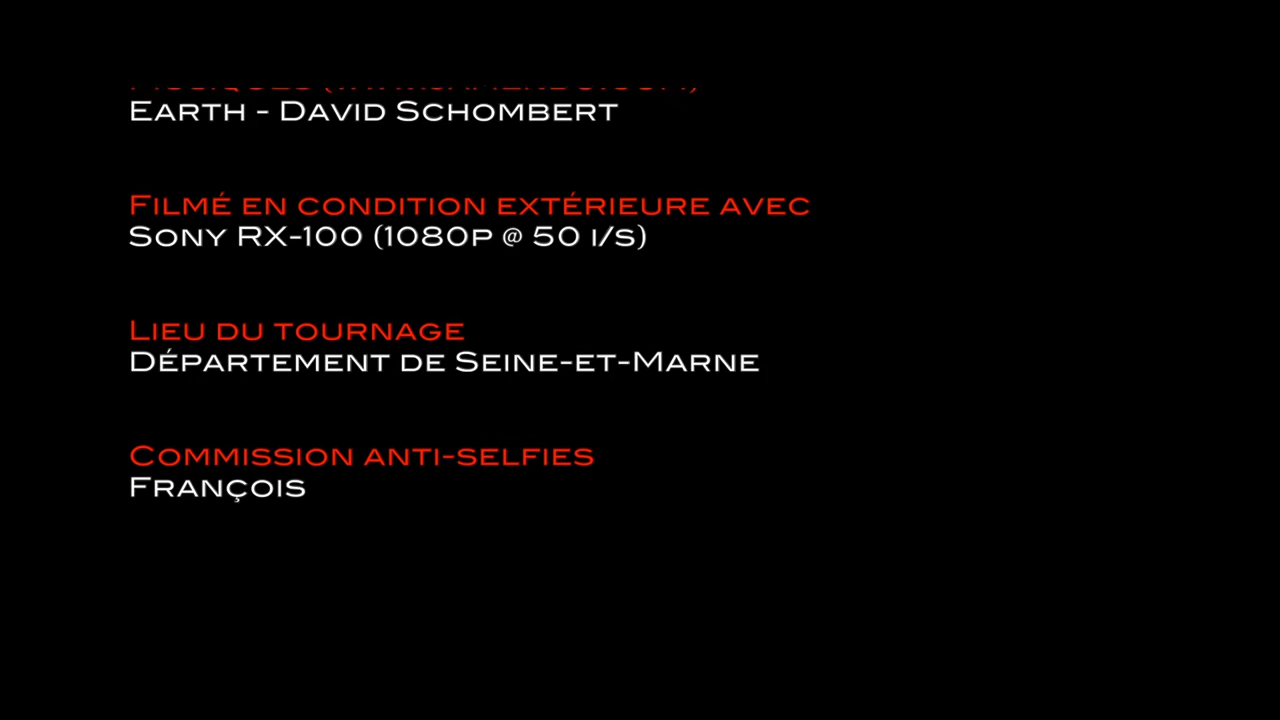 Earth - David Schombert
Filmé en condition extérieure avec
Sony RX-100 (1080p @ 50 i/s)
Lieu du tournage
Département de Seine-et-Marne
Commission anti-selfies
François